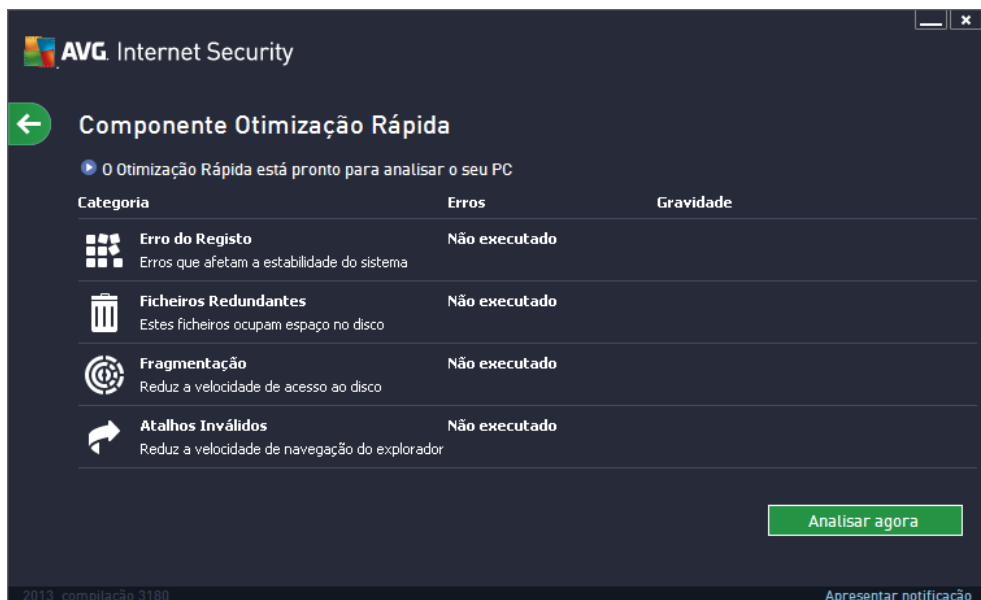 AVG. Internet Security
Componente Otimização Rápida
O Otimização Rápida está pronto para analisar o seu PC
Categoria Erros Gravidade
Erro do Registo Não executado
Erros que afetam a estabilidade do sistema
Ficheiros Redundantes Não executado
Estes ficheiros ocupam espaço no disco
Fragmentação Não executado
Reduz a velocidade de acesso ao disco
Atalhos Inválidos Não executado
Reduz a velocidade de navegação do explorador
Analisar agora
2013 compilação 3180 Apresentar notificação